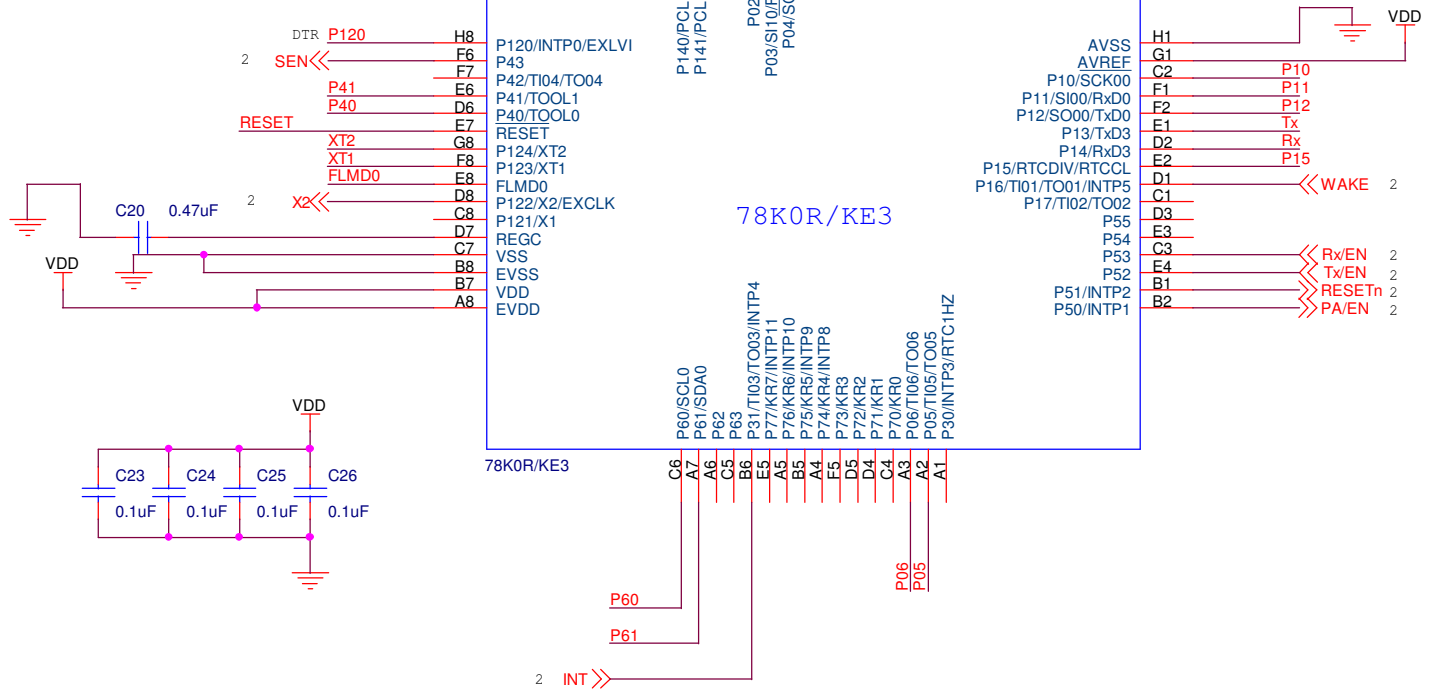 P140/PCL
P141/PCL
P02
P03/SI10/R
P04/SC
DTR P120 H8 P120/INTP0/EXLVI
2 SEN F6 P43
F7 P42/TI04/TO04
P41 E6 P41/TOOL1
P40 D6 P40/TOOL0
RESET E7 RESET
XT2 G8 P124/XT2
XT1 F8 P123/XT1
FLMD0 E8 FLMD0
2 X2 D8 P122/X2/EXCLK
C8 P121/X1
C20 0.47uF
D7 REGC
C7 VSS
B8 EVSS
VDD
B7 VDD
A8 EVDD
78K0R/KE3
VDD
AVSS H1
AVREF G1
P10/SCK00 C2 P10
P11/SI00/RxD0 F1 P11
P12/SO00/TxD0 F2 P12
P13/TxD3 E1 Tx
P14/RxD3 D2 Rx
P15/RTCDIV/RTCCL E2 P15
P16/TI01/TO01/INTP5 D1 WAKE 2
P17/TI02/TO02 C1
P55 D3
P54 E3
P53 C3 Rx/EN 2
P52 E4 Tx/EN 2
P51/INTP2 B1 RESETn 2
P50/INTP1 B2 PA/EN 2
P60/SCL0 C6
P61/SDA0 A7
P62 A6
P63 C5
P31/TI03/TO03/INTP4 B6
P77/KR7/INTP11 E5
P76/KR6/INTP10 A5
P75/KR5/INTP9 B5
P74/KR4/INTP8 A4
P73/KR3 F5
P72/KR2 D5
P71/KR1 D4
P70/KR0 C4
P06/TI06/TO06 A3
P05/TI05/TO05 A2
P30/INTP3/RTC1HZ A1
78K0R/KE3
VDD
C23 C24 C25 C26
0.1uF 0.1uF 0.1uF 0.1uF
P06
P05
P60
P61
2 INT